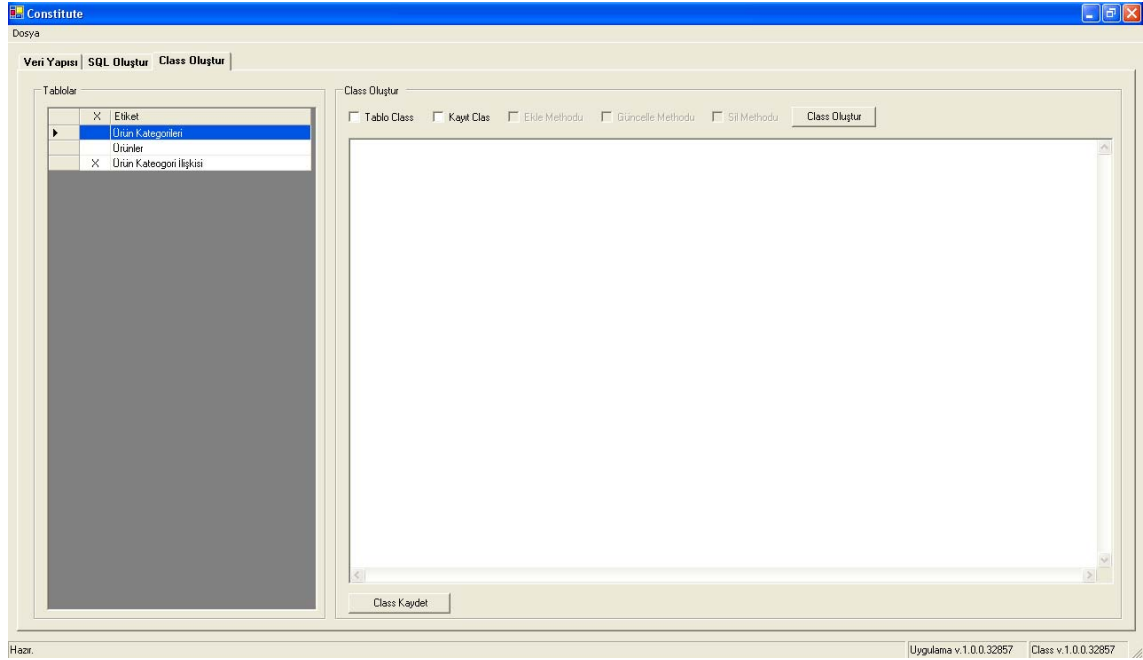 Constitute
Dosya
Veri Yapısı SQL Oluştur Class Oluştur
Tablolar
X Etiket
Ürün Kategorileri
Ürünler
X Ürün Kateogori İlişkisi
Class Oluştur
Tablo Class Kayıt Clas Ekle Methodu Güncelle Methodu Sil Methodu Class Oluştur
Class Kaydet
Hazır. Uygulama v.1.0.0.32857 Class v.1.0.0.32857